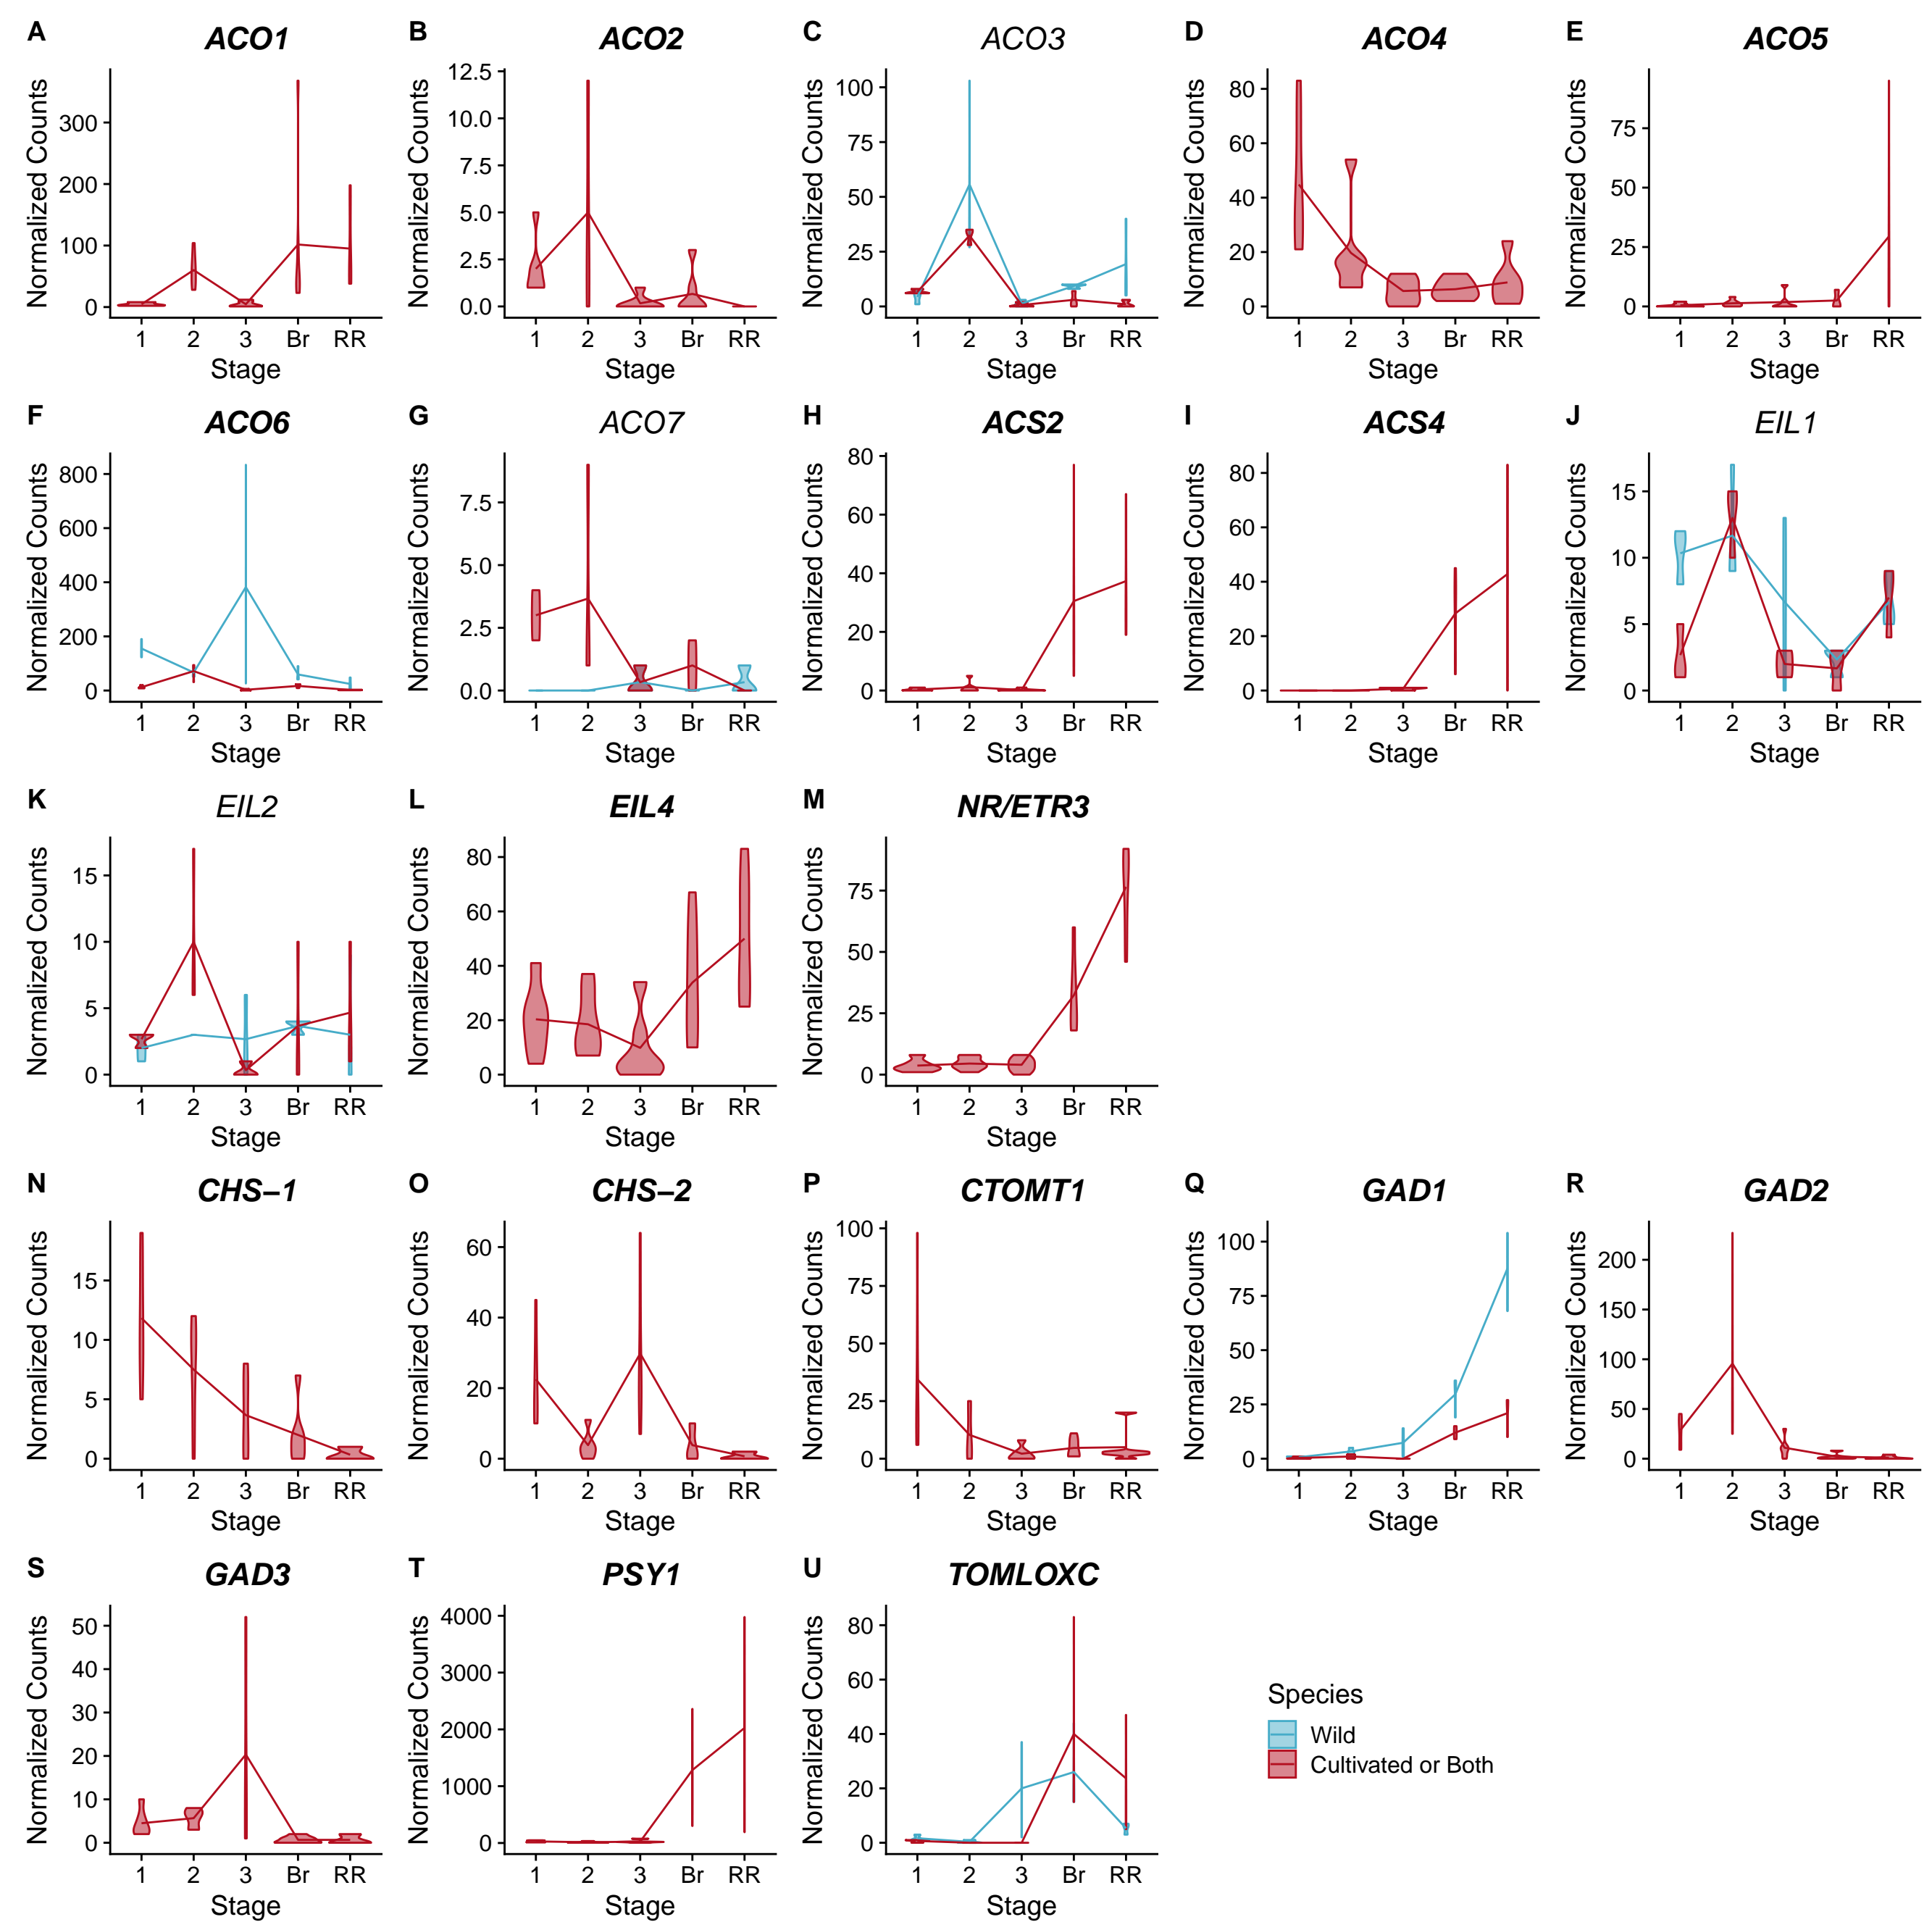 A ACO1
Normalized Counts
300
200
100
0
1 2 3 Br RR
Stage
B ACO2
Normalized Counts
12.5
10.0
7.5
5.0
2.5
0.0
1 2 3 Br RR
Stage
C ACO3
Normalized Counts
100
75
50
25
0
1 2 3 Br RR
Stage
D ACO4
Normalized Counts
80
60
40
20
0
1 2 3 Br RR
Stage
E ACO5
Normalized Counts
75
50
25
0
1 2 3 Br RR
Stage
F ACO6
Normalized Counts
800
600
400
200
0
1 2 3 Br RR
Stage
G ACO7
Normalized Counts
7.5
5.0
2.5
0.0
1 2 3 Br RR
Stage
H ACS2
Normalized Counts
80
60
40
20
0
1 2 3 Br RR
Stage
I ACS4
Normalized Counts
80
60
40
20
0
1 2 3 Br RR
Stage
J EIL1
Normalized Counts
15
10
5
0
1 2 3 Br RR
Stage
K EIL2
Normalized Counts
15
10
5
0
1 2 3 Br RR
Stage
L EIL4
Normalized Counts
80
60
40
20
0
1 2 3 Br RR
Stage
M NR/ETR3
Normalized Counts
75
50
25
0
1 2 3 Br RR
Stage
N CHS–1
Normalized Counts
15
10
5
0
1 2 3 Br RR
Stage
O CHS–2
Normalized Counts
60
40
20
0
1 2 3 Br RR
Stage
P CTOMT1
Normalized Counts
100
75
50
25
0
1 2 3 Br RR
Stage
Q GAD1
Normalized Counts
100
75
50
25
0
1 2 3 Br RR
Stage
R GAD2
Normalized Counts
200
150
100
50
0
1 2 3 Br RR
Stage
S GAD3
Normalized Counts
50
40
30
20
10
0
1 2 3 Br RR
Stage
T PSY1
Normalized Counts
4000
3000
2000
1000
0
1 2 3 Br RR
Stage
U TOMLOXC
Normalized Counts
80
60
40
20
0
1 2 3 Br RR
Stage
Species
Wild
Cultivated or Both